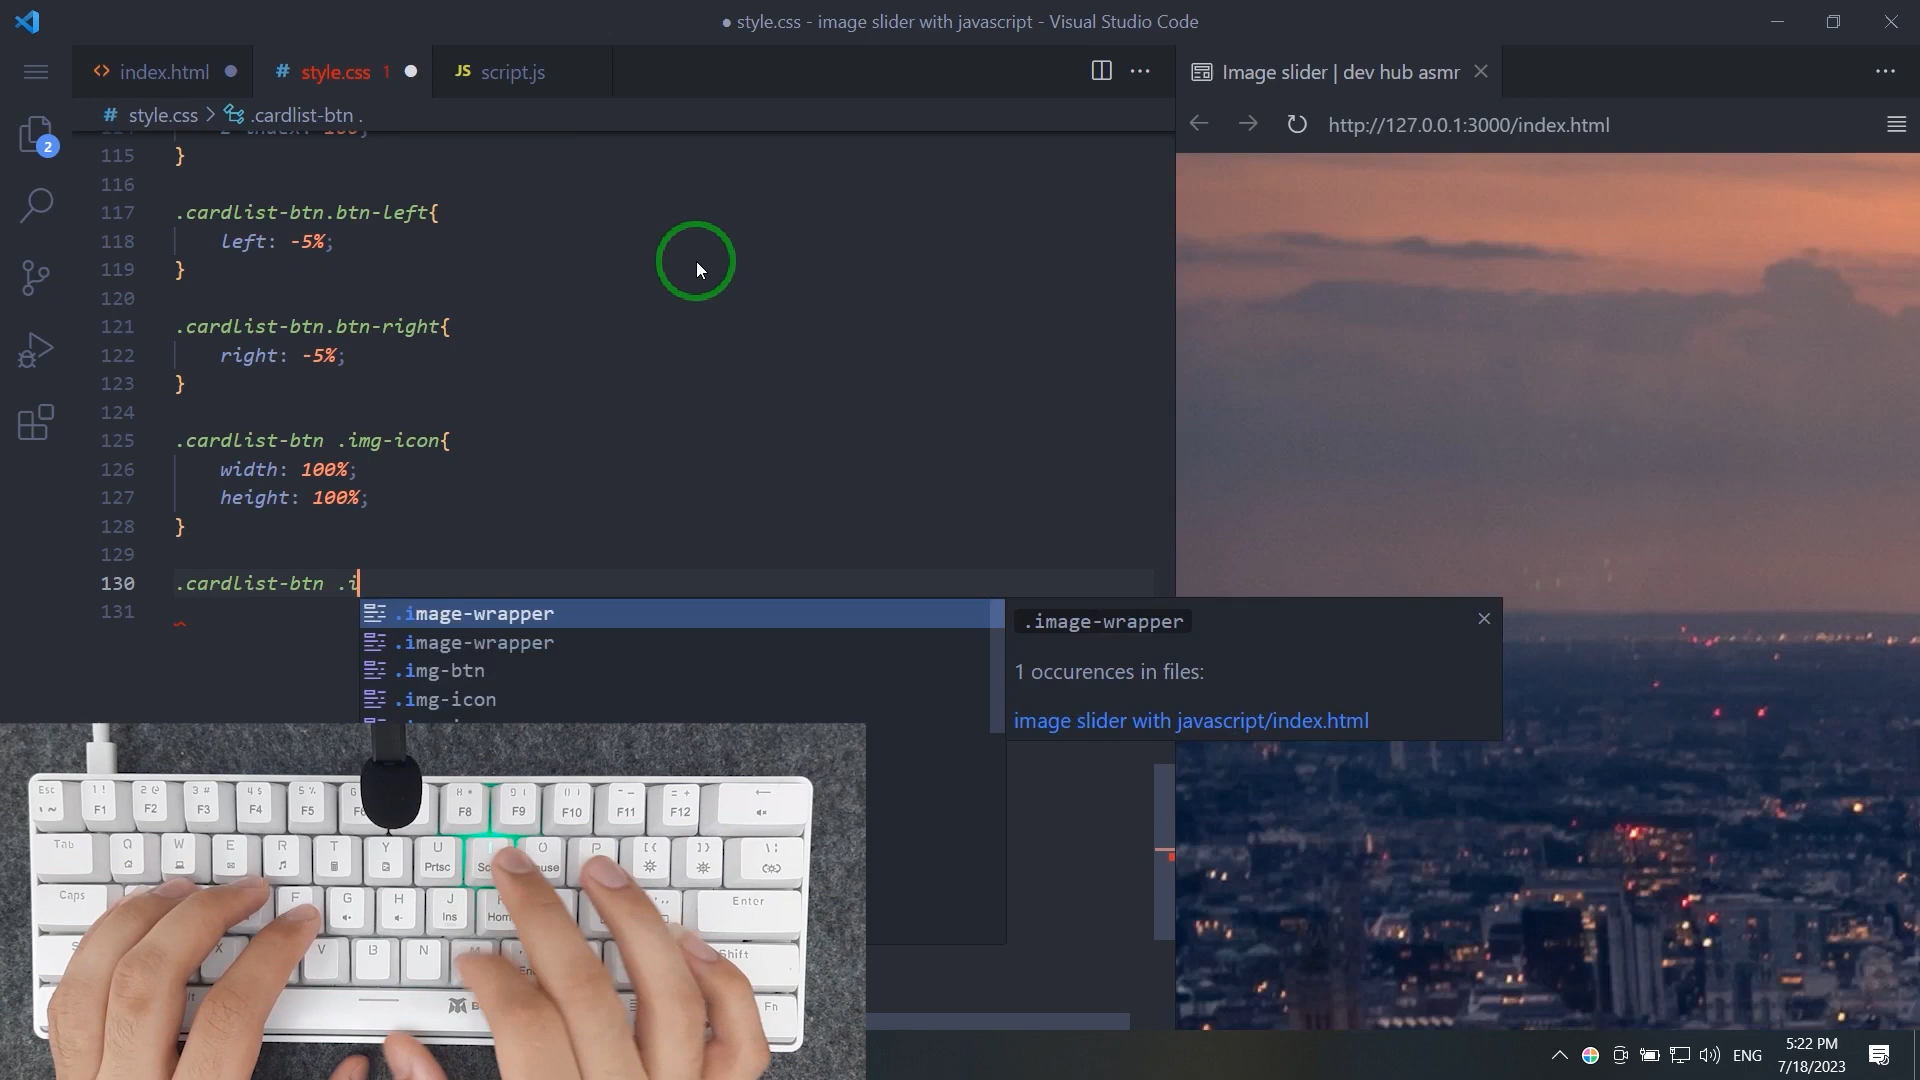 ● style.css - image slider with javascript - Visual Studio Code
index.html
style.css 1
JS script.js
Image slider | dev hub asmr
# style.css > .cardlist-btn .
http://127.0.0.1:3000/index.html
2
115 }
116
117 .cardlist-btn.btn-left{
118 left: -5%;
119 }
120
121 .cardlist-btn.btn-right{
122 right: -5%;
123 }
124
125 .cardlist-btn .img-icon{
126 width: 100%;
127 height: 100%;
128 }
129
130 .cardlist-btn .i
131
.image-wrapper
.image-wrapper
.img-btn
.img-icon
.image-wrapper
1 occurences in files:
image slider with javascript/index.html
Esc
F1 F2 F3 F4 F5 F8 F9 F10 F11 F12
Tab Q W E R T Y U O P
Prtsc
Caps F G H J Enter
Ins Home
X V B N M Shift
Fn
ENG
5:22 PM
7/18/2023